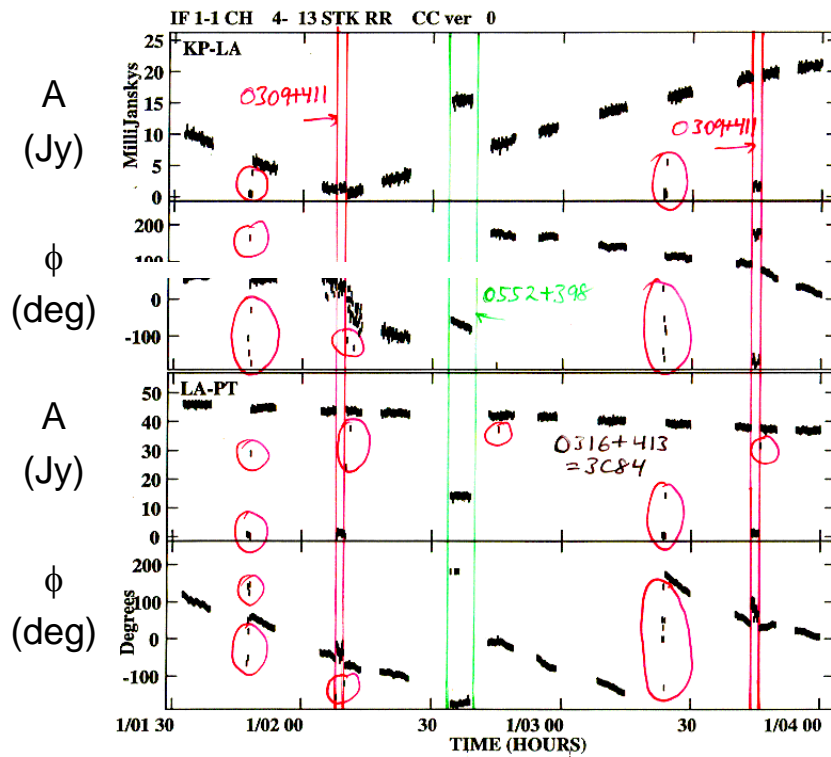 IF 1-1 CH 4- 13 STK RR CC ver 0
A
(Jy)
MilliJanskys
25
20
15
10
5
0
KP-LA
0309+411
0309+411
ϕ
(deg)
200
100
0
-100
0552+398
A
(Jy)
50
40
30
20
10
0
LA-PT
0316+413
=3C84
ϕ
(deg)
Degrees
200
100
0
-100
1/01 30 1/02 00 30 1/03 00 30 1/04 00
TIME (HOURS)